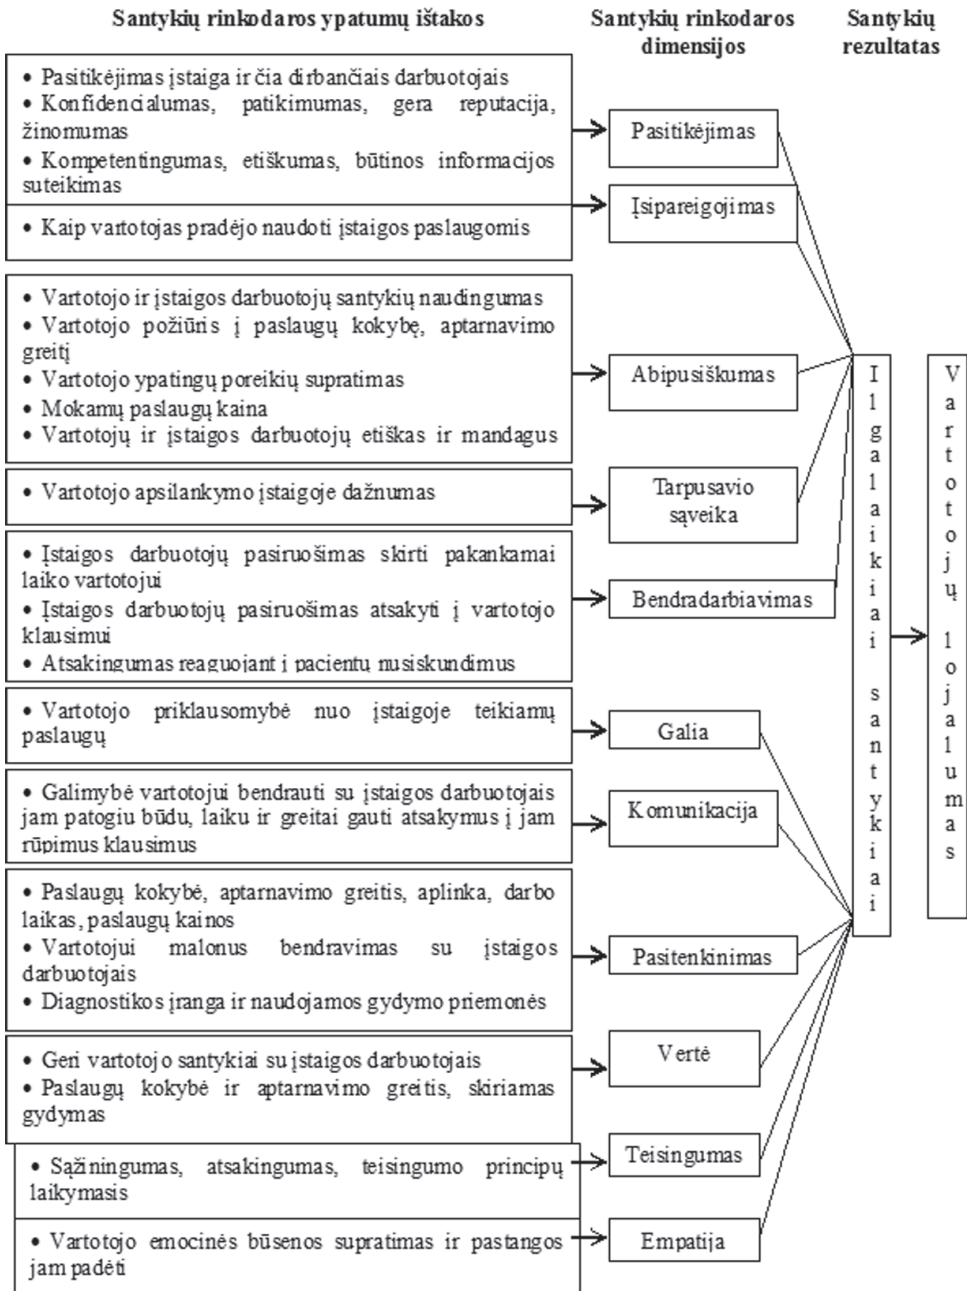 Santykių rinkodaros ypatumų ištakos
Santykių rinkodaros
dimensijos
Santykių
rezultatas
• Pasitikėjimas įstaiga ir čia dirbančiais darbuotojais
• Konfidencialumas, patikimumas, gera reputacija,
žinomumas
• Kompetentingumas, etiškumas, būtinos informacijos
suteikimas
Pasitikėjimas
• Kaip vartotojas pradėjo naudoti įstaigos paslaugomis
Įsipareigojimas
• Vartotojo ir įstaigos darbuotojų santykių naudingumas
• Vartotojo požiūris į paslaugų kokybę, aptarnavimo
greitį
• Vartotojo ypatingų poreikių supratimas
• Mokamų paslaugų kaina
• Vartotojų ir įstaigos darbuotojų etiškas ir mandagus
Abipusiškumas
• Vartotojo apsilankymo įstaigoje dažnumas
Tarpusavio
sąveika
• Įstaigos darbuotojų pasiruošimas skirti pakankamai
laiko vartotojui
• Įstaigos darbuotojų pasiruošimas atsakyti į vartotojo
klausimui
• Atsakingumas reaguojant į pacientų nusiskundimus
Bendradarbiavimas
• Vartotojo priklausomybė nuo įstaigoje teikiamų
paslaugų
Galia
• Galimybė vartotojui bendrauti su įstaigos darbuotojais
jam patogiu būdu, laiku ir greitai gauti atsakymus į jam
rūpimus klausimus
Komunikacija
• Paslaugų kokybė, aptarnavimo greitis, aplinka, darbo
laikas, paslaugų kainos
• Vartotojui malonus bendravimas su įstaigos
darbuotojais
• Diagnostikos įranga ir naudojamos gydymo priemonės
Pasitenkinimas
• Geri vartotojo santykiai su įstaigos darbuotojais
• Paslaugų kokybė ir aptarnavimo greitis, skiriamas
gydymas
Vertė
• Sąžiningumas, atsakingumas, teisingumo principų
laikymasis
Teisingumas
• Vartotojo emocinės būsenos supratimas ir pastangos
jam padėti
Empatija
Ilgalaikiai santykiai
Vartotojų lojalumas